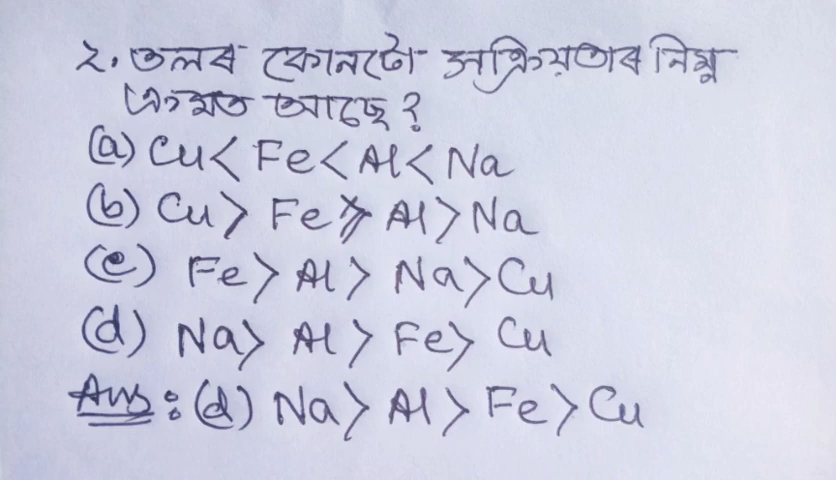 ২. তলৰ কোনটো সক্ৰিয়তাৰ নিম্ন
ক্ৰমত আছে?
(a) Cu < Fe < Al < Na
(b) Cu > Fe > Al > Na
(c) Fe > Al > Na > Cu
(d) Na > Al > Fe > Cu
Ans: (d) Na > Al > Fe > Cu